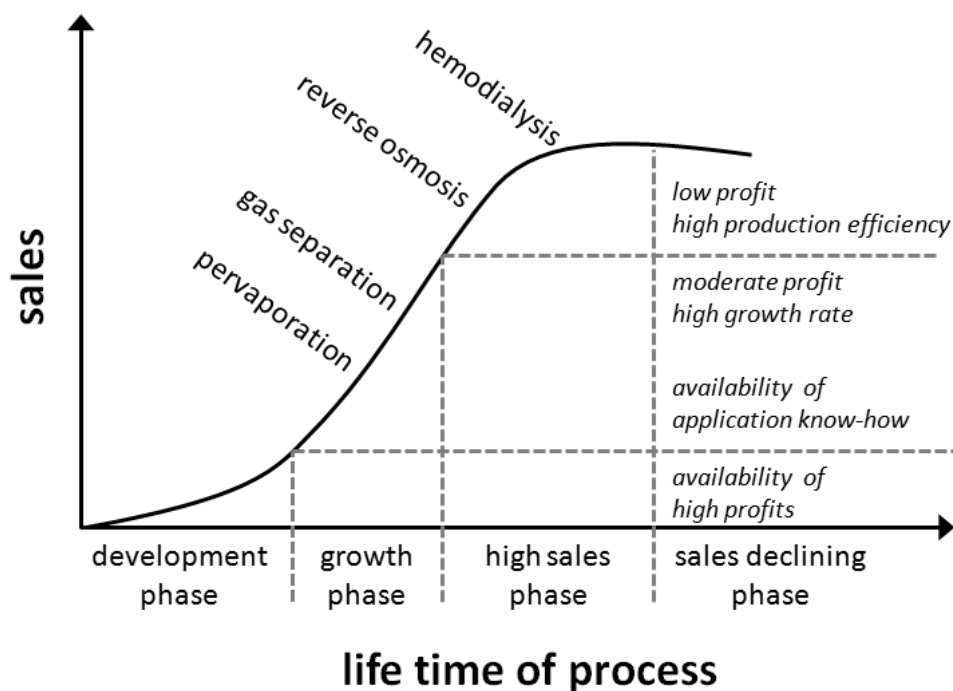 hemodialysis
reverse osmosis
gas separation
pervaporation
sales
low profit
high production efficiency
moderate profit
high growth rate
availability of
application know-how
availability of
high profits
development
phase
growth
phase
high sales
phase
sales declining
phase
life time of process